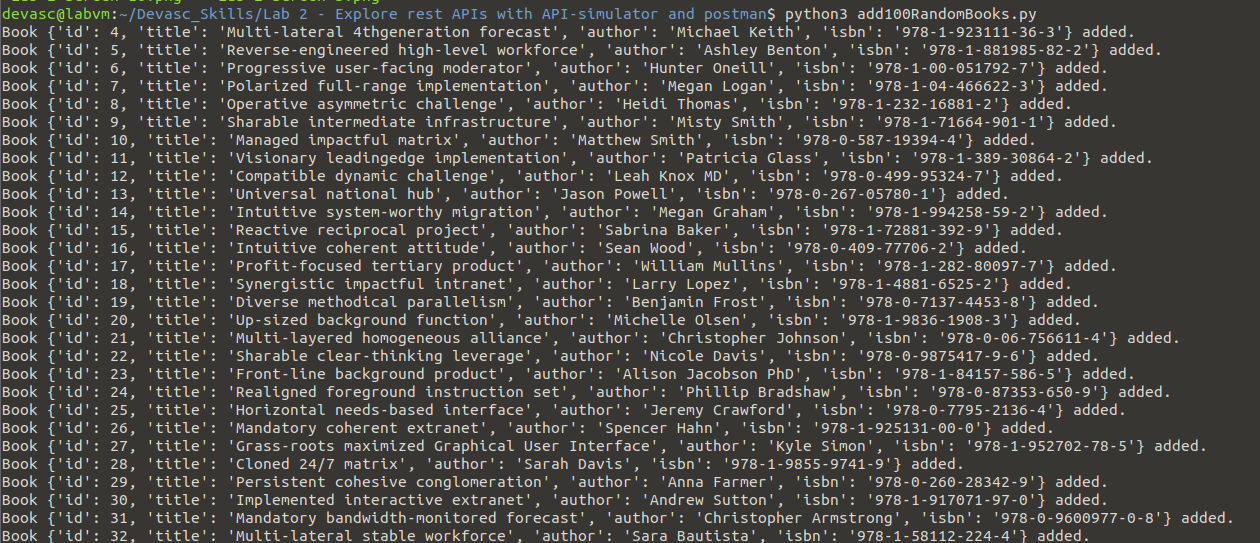 devasc@labvm:~/Devasc_Skills/Lab 2 - Explore rest APIs with API-simulator and postman$ python3 add100RandomBooks.py
Book {'id': 4, 'title': 'Multi-lateral 4thgeneration forecast', 'author': 'Michael Keith', 'isbn': '978-1-923111-36-3'} added.
Book {'id': 5, 'title': 'Reverse-engineered high-level workforce', 'author': 'Ashley Benton', 'isbn': '978-1-881985-82-2'} added.
Book {'id': 6, 'title': 'Progressive user-facing moderator', 'author': 'Hunter Oneill', 'isbn': '978-1-00-051792-7'} added.
Book {'id': 7, 'title': 'Polarized full-range implementation', 'author': 'Megan Logan', 'isbn': '978-1-04-466622-3'} added.
Book {'id': 8, 'title': 'Operative asymmetric challenge', 'author': 'Heidi Thomas', 'isbn': '978-1-232-16881-2'} added.
Book {'id': 9, 'title': 'Sharable intermediate infrastructure', 'author': 'Misty Smith', 'isbn': '978-1-71664-901-1'} added.
Book {'id': 10, 'title': 'Managed impactful matrix', 'author': 'Matthew Smith', 'isbn': '978-0-587-19394-4'} added.
Book {'id': 11, 'title': 'Visionary leadingedge implementation', 'author': 'Patricia Glass', 'isbn': '978-1-389-30864-2'} added.
Book {'id': 12, 'title': 'Compatible dynamic challenge', 'author': 'Leah Knox MD', 'isbn': '978-0-499-95324-7'} added.
Book {'id': 13, 'title': 'Universal national hub', 'author': 'Jason Powell', 'isbn': '978-0-267-05780-1'} added.
Book {'id': 14, 'title': 'Intuitive system-worthy migration', 'author': 'Megan Graham', 'isbn': '978-1-994258-59-2'} added.
Book {'id': 15, 'title': 'Reactive reciprocal project', 'author': 'Sabrina Baker', 'isbn': '978-1-72881-392-9'} added.
Book {'id': 16, 'title': 'Intuitive coherent attitude', 'author': 'Sean Wood', 'isbn': '978-0-409-77706-2'} added.
Book {'id': 17, 'title': 'Profit-focused tertiary product', 'author': 'William Mullins', 'isbn': '978-1-282-80097-7'} added.
Book {'id': 18, 'title': 'Synergistic impactful intranet', 'author': 'Larry Lopez', 'isbn': '978-1-4881-6525-2'} added.
Book {'id': 19, 'title': 'Diverse methodical parallelism', 'author': 'Benjamin Frost', 'isbn': '978-0-7137-4453-8'} added.
Book {'id': 20, 'title': 'Up-sized background function', 'author': 'Michelle Olsen', 'isbn': '978-1-9836-1908-3'} added.
Book {'id': 21, 'title': 'Multi-layered homogeneous alliance', 'author': 'Christopher Johnson', 'isbn': '978-0-06-756611-4'} added.
Book {'id': 22, 'title': 'Sharable clear-thinking leverage', 'author': 'Nicole Davis', 'isbn': '978-0-9875417-9-6'} added.
Book {'id': 23, 'title': 'Front-line background product', 'author': 'Alison Jacobson PhD', 'isbn': '978-1-84157-586-5'} added.
Book {'id': 24, 'title': 'Realigned foreground instruction set', 'author': 'Phillip Bradshaw', 'isbn': '978-0-87353-650-9'} added.
Book {'id': 25, 'title': 'Horizontal needs-based interface', 'author': 'Jeremy Crawford', 'isbn': '978-0-7795-2136-4'} added.
Book {'id': 26, 'title': 'Mandatory coherent extranet', 'author': 'Spencer Hahn', 'isbn': '978-1-925131-00-0'} added.
Book {'id': 27, 'title': 'Grass-roots maximized Graphical User Interface', 'author': 'Kyle Simon', 'isbn': '978-1-952702-78-5'} added.
Book {'id': 28, 'title': 'Cloned 24/7 matrix', 'author': 'Sarah Davis', 'isbn': '978-1-9855-9741-9'} added.
Book {'id': 29, 'title': 'Persistent cohesive conglomeration', 'author': 'Anna Farmer', 'isbn': '978-0-260-28342-9'} added.
Book {'id': 30, 'title': 'Implemented interactive extranet', 'author': 'Andrew Sutton', 'isbn': '978-1-917071-97-0'} added.
Book {'id': 31, 'title': 'Mandatory bandwidth-monitored forecast', 'author': 'Christopher Armstrong', 'isbn': '978-0-9600977-0-8'} added.
Book {'id': 32, 'title': 'Multi-lateral stable workforce', 'author': 'Sara Bautista', 'isbn': '978-1-58112-224-4'} added.